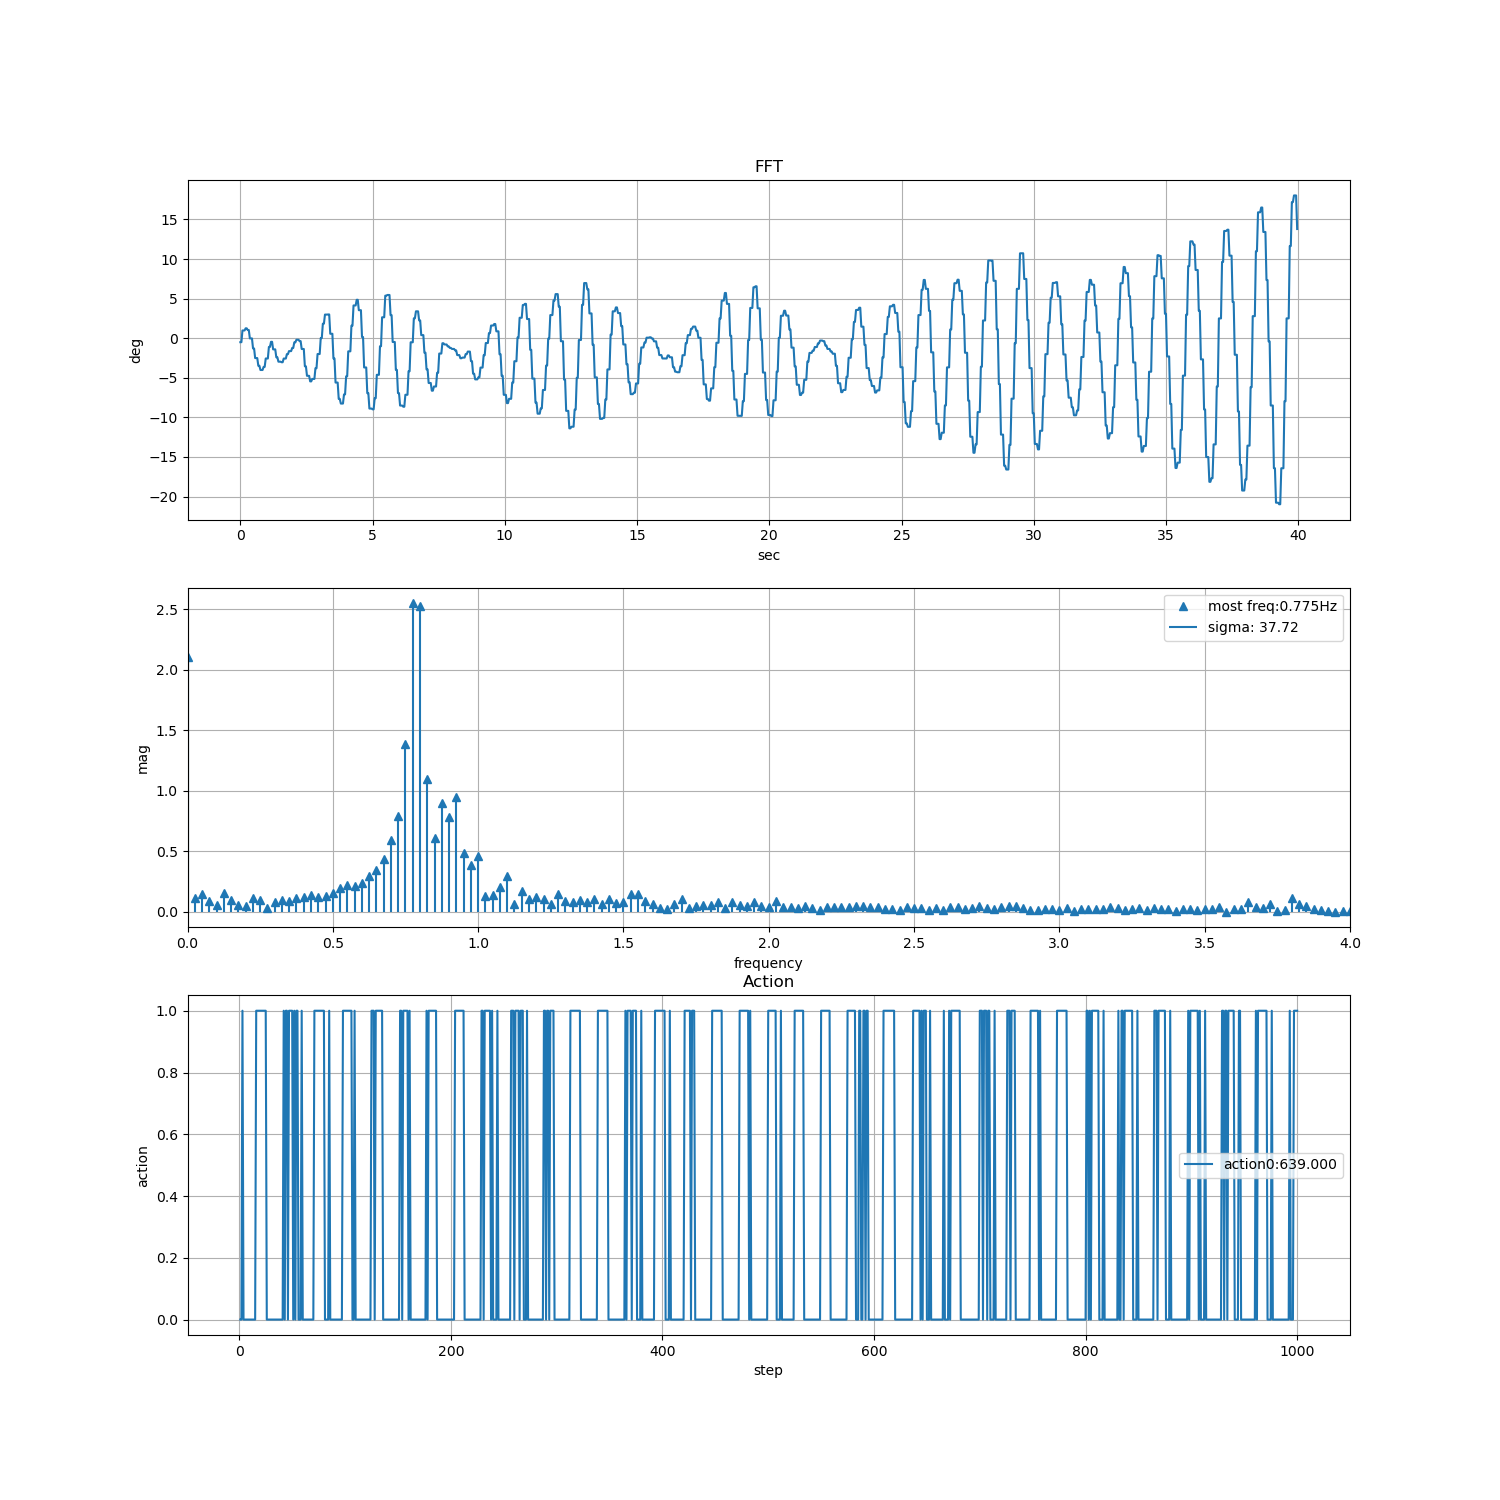 FFT
15
10
5
0
−5
−10
−15
−20
deg
0 5 10 15 20 25 30 35 40
sec
most freq:0.775Hz
sigma: 37.72
2.5
2.0
1.5
1.0
0.5
0.0
mag
0.0 0.5 1.0 1.5 2.0 2.5 3.0 3.5 4.0
frequency
Action
1.0
0.8
0.6
0.4
0.2
0.0
action
action0:639.000
0 200 400 600 800 1000
step